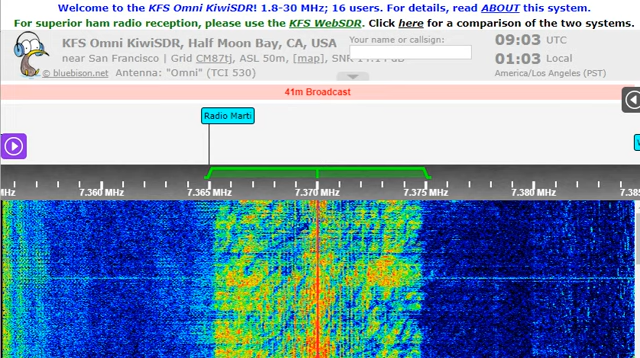 Welcome to the KFS Omni KiwiSDR! 1.8-30 MHz; 16 users. For details, read ABOUT this system.
For superior ham radio reception, please use the KFS WebSDR. Click here for a comparison of the two systems.
KFS Omni KiwiSDR, Half Moon Bay, CA, USA
near San Francisco | Grid CM87tj, ASL 50m, [map], SNR
© bluebison.net Antenna: "Omni" (TCI 530)
Your name or callsign:
09:03 UTC
01:03 Local
America/Los Angeles (PST)
41m Broadcast
Radio Marti
MHz 7.360 MHz 7.365 MHz 7.370 MHz 7.375 MHz 7.380 MHz 7.385